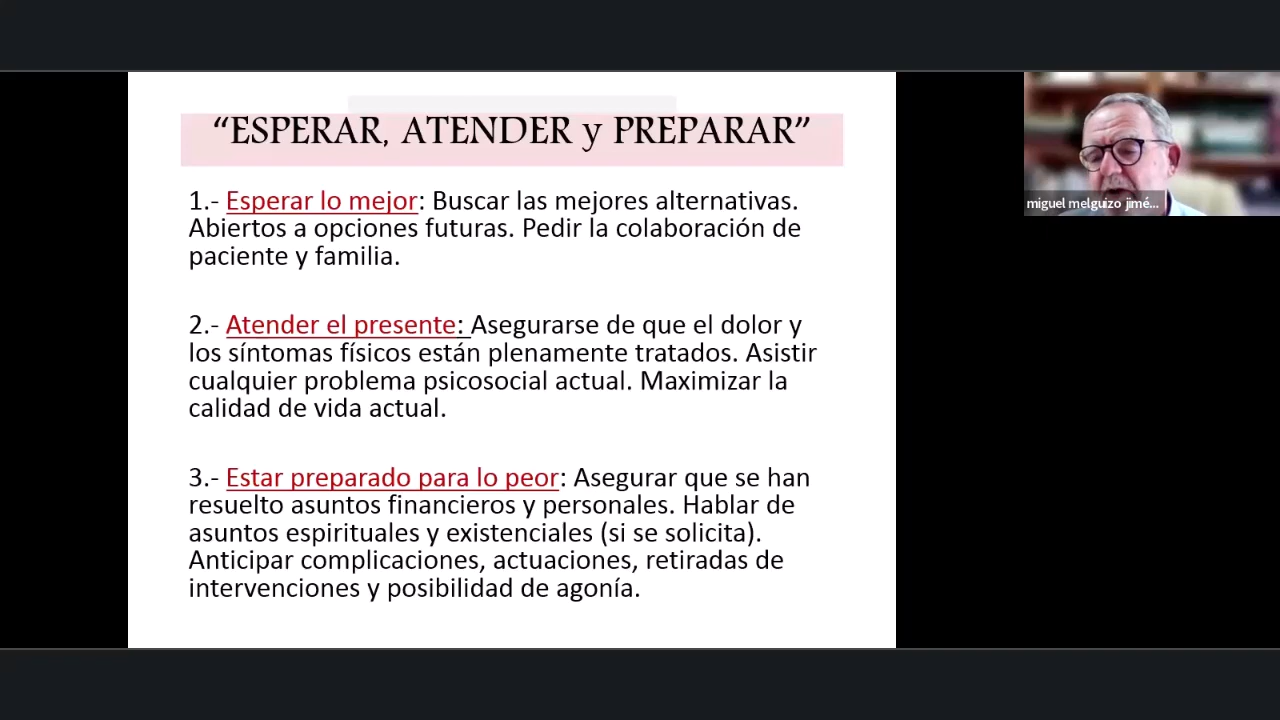 “ESPERAR, ATENDER y PREPARAR”
1.- Esperar lo mejor: Buscar las mejores alternativas.
Abiertos a opciones futuras. Pedir la colaboración de
paciente y familia.
2.- Atender el presente: Asegurarse de que el dolor y
los síntomas físicos están plenamente tratados. Asistir
cualquier problema psicosocial actual. Maximizar la
calidad de vida actual.
3.- Estar preparado para lo peor: Asegurar que se han
resuelto asuntos financieros y personales. Hablar de
asuntos espirituales y existenciales (si se solicita).
Anticipar complicaciones, actuaciones, retiradas de
intervenciones y posibilidad de agonía.
miguel melguizo jimé...